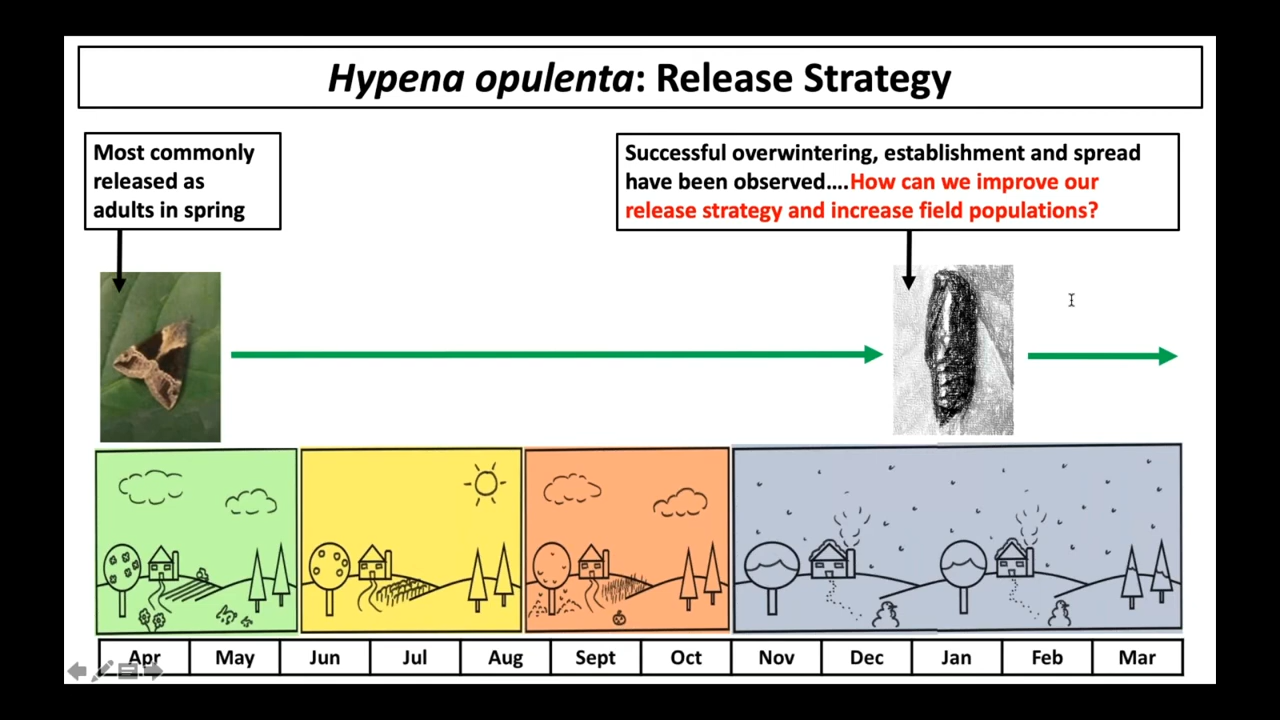 Hypena opulenta: Release Strategy
Most commonly
released as
adults in spring
Successful overwintering, establishment and spread
have been observed....How can we improve our
release strategy and increase field populations?
Apr May Jun Jul Aug Sept Oct Nov Dec Jan Feb Mar